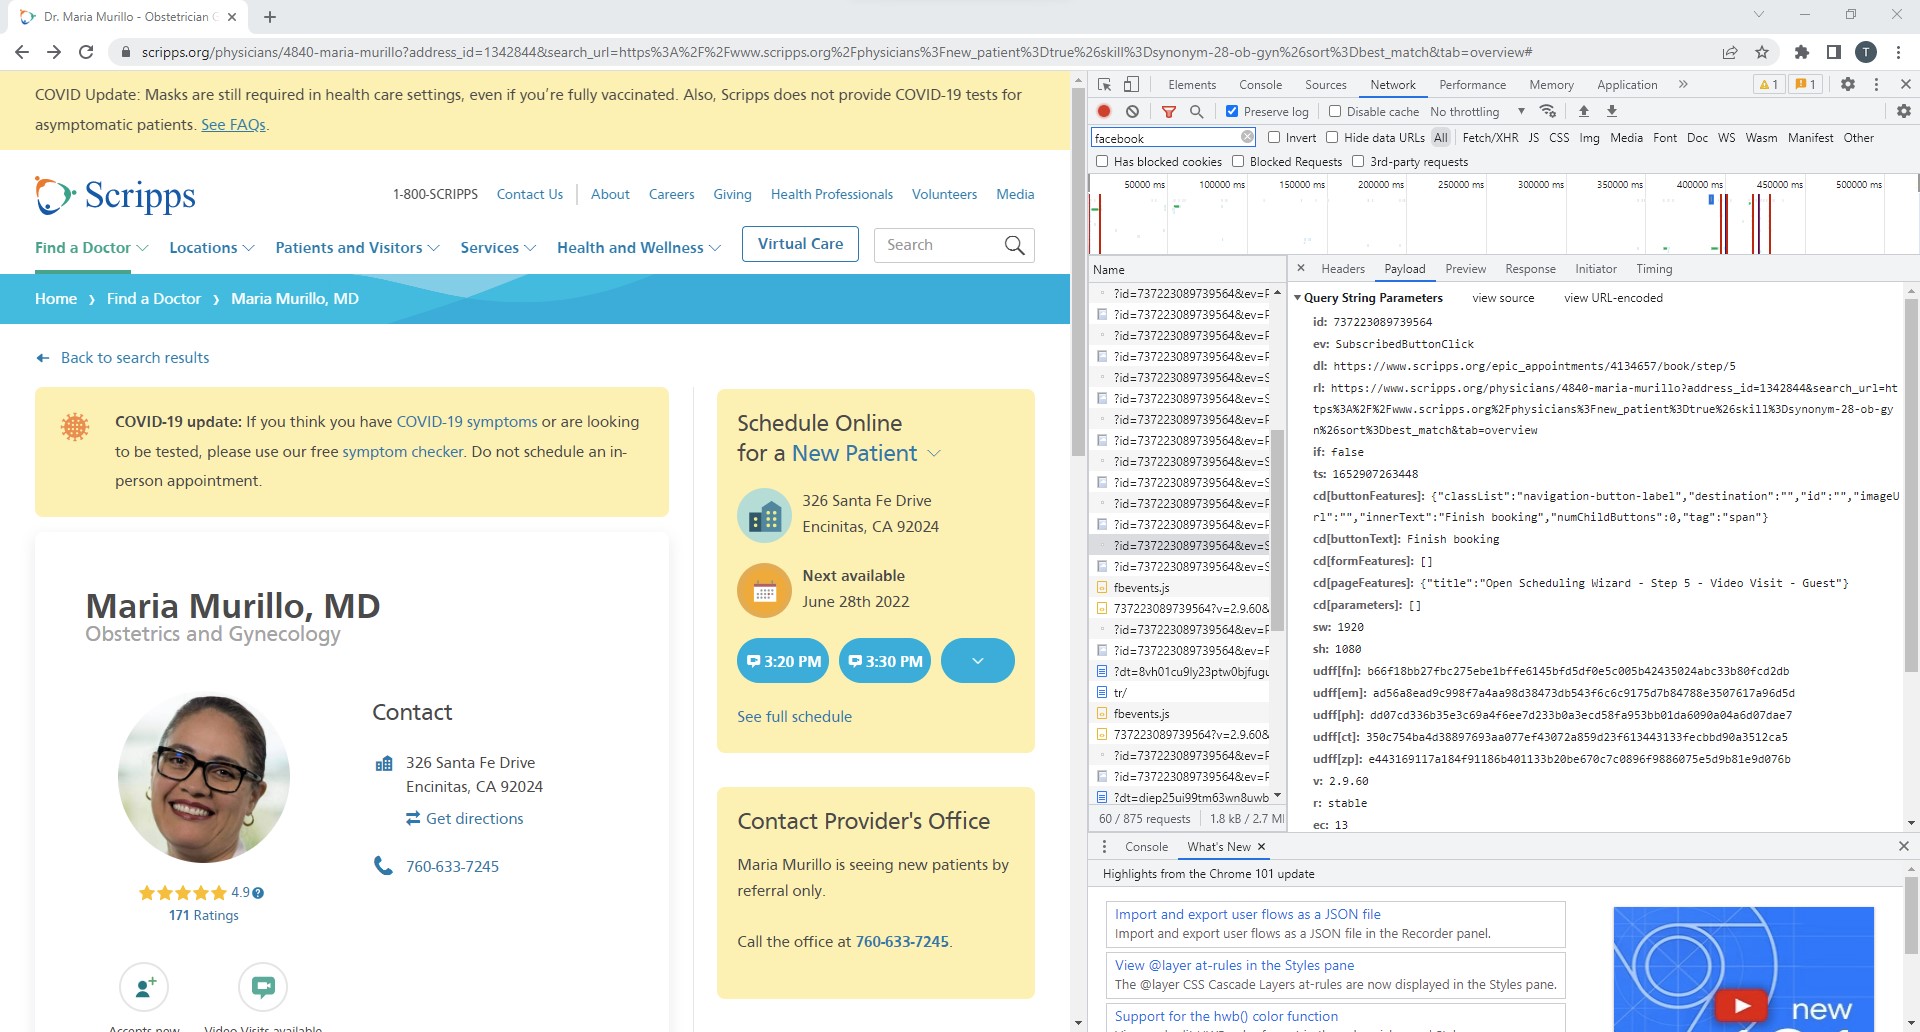 Dr. Maria Murillo - Obstetrician G
scripps.org/physicians/4840-maria-murillo?address_id=1342844&search_url=https%3A%2F%2Fwww.scripps.org%2Fphysicians%3Fnew_patient%3Dtrue%26skill%3Dsynonym-28-ob-gyn%26sort%3Dbest_match&tab=overview#
T
COVID Update: Masks are still required in health care settings, even if you're fully vaccinated. Also, Scripps does not provide COVID-19 tests for
asymptomatic patients. See FAQs.
Scripps
1-800-SCRIPPS Contact Us About Careers Giving Health Professionals Volunteers Media
Find a Doctor Locations Patients and Visitors Services Health and Wellness Virtual Care Search
Home › Find a Doctor › Maria Murillo, MD
Back to search results
COVID-19 update: If you think you have COVID-19 symptoms or are looking
to be tested, please use our free symptom checker. Do not schedule an in-
person appointment.
Maria Murillo, MD
Obstetrics and Gynecology
4.9
171 Ratings
Contact
326 Santa Fe Drive
Encinitas, CA 92024
Get directions
760-633-7245
Accepts new Video Visits available
Schedule Online
for a New Patient
326 Santa Fe Drive
Encinitas, CA 92024
Next available
June 28th 2022
3:20 PM 3:30 PM
See full schedule
Contact Provider's Office
Maria Murillo is seeing new patients by
referral only.
Call the office at 760-633-7245.
Elements Console Sources Network Performance Memory Application » 1 1
Preserve log Disable cache No throttling
facebook Invert Hide data URLs All Fetch/XHR JS CSS Img Media Font Doc WS Wasm Manifest Other
Has blocked cookies Blocked Requests 3rd-party requests
50000 ms 100000 ms 150000 ms 200000 ms 250000 ms 300000 ms 350000 ms 400000 ms 450000 ms 500000 ms
Name
?id=737223089739564&ev=P
?id=737223089739564&ev=P
?id=737223089739564&ev=P
?id=737223089739564&ev=P
?id=737223089739564&ev=S
?id=737223089739564&ev=S
?id=737223089739564&ev=P
?id=737223089739564&ev=P
?id=737223089739564&ev=S
?id=737223089739564&ev=S
?id=737223089739564&ev=P
?id=737223089739564&ev=P
?id=737223089739564&ev=S
?id=737223089739564&ev=S
fbevents.js
737223089739564?v=2.9.60&
?id=737223089739564&ev=P
?id=737223089739564&ev=P
?dt=8vh01cu9ly23ptw0bjfugu
tr/
fbevents.js
737223089739564?v=2.9.60&
?id=737223089739564&ev=P
?id=737223089739564&ev=P
?dt=diep25ui99tm63wn8uwb
60 / 875 requests 1.8 kB / 2.7 MI
Headers Payload Preview Response Initiator Timing
Query String Parameters view source view URL-encoded
id: 737223089739564
ev: SubscribedButtonClick
dl: https://www.scripps.org/epic_appointments/4134657/book/step/5
rl: https://www.scripps.org/physicians/4840-maria-murillo?address_id=1342844&search_url=ht
tps%3A%2F%2Fwww.scripps.org%2Fphysicians%3Fnew_patient%3Dtrue%26skill%3Dsynonym-28-ob-gy
n%26sort%3Dbest_match&tab=overview
if: false
ts: 1652907263448
cd[buttonFeatures]: {"classList":"navigation-button-label","destination":"","id":"","imageU
rl":"","innerText":"Finish booking","numChildButtons":0,"tag":"span"}
cd[buttonText]: Finish booking
cd[formFeatures]: []
cd[pageFeatures]: {"title":"Open Scheduling Wizard - Step 5 - Video Visit - Guest"}
cd[parameters]: []
sw: 1920
sh: 1080
udff[fn]: b66f18bb27fbc275ebe1bffe6145bfd5df0e5c005b42435024abc33b80fcd2db
udff[em]: ad56a8ead9c998f7a4aa98d38473db543f6c6c9175d7b84788e3507617a96d5d
udff[ph]: dd07cd336b35e3c69a4f6ee7d233b0a3ecd58fa953bb01da6090a04a6d07dae7
udff[ct]: 350c754ba4d38897693aa077ef43072a859d23f613443133fecbbd90a3512ca5
udff[zp]: e443169117a184f91186b401133b20be670c7c0896f9886075e5d9b81e9d076b
v: 2.9.60
r: stable
ec: 13
Console What's New
Highlights from the Chrome 101 update
Import and export user flows as a JSON file
Import and export user flows as a JSON file in the Recorder panel.
View @layer at-rules in the Styles pane
The @layer CSS Cascade Layers at-rules are now displayed in the Styles pane.
Support for the hwb() color function
new